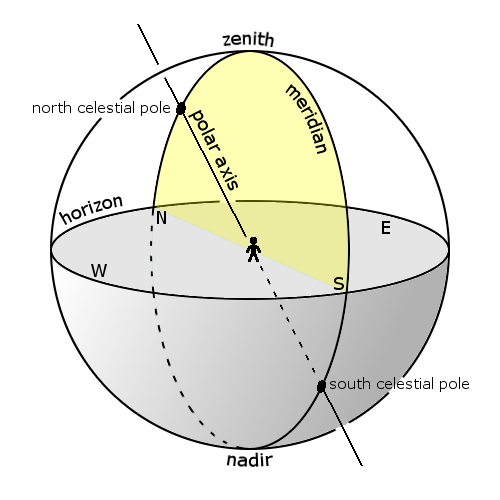 zenith
north celestial pole
meridian
polar axis
horizon
N
E
W
S
south celestial pole
nadir